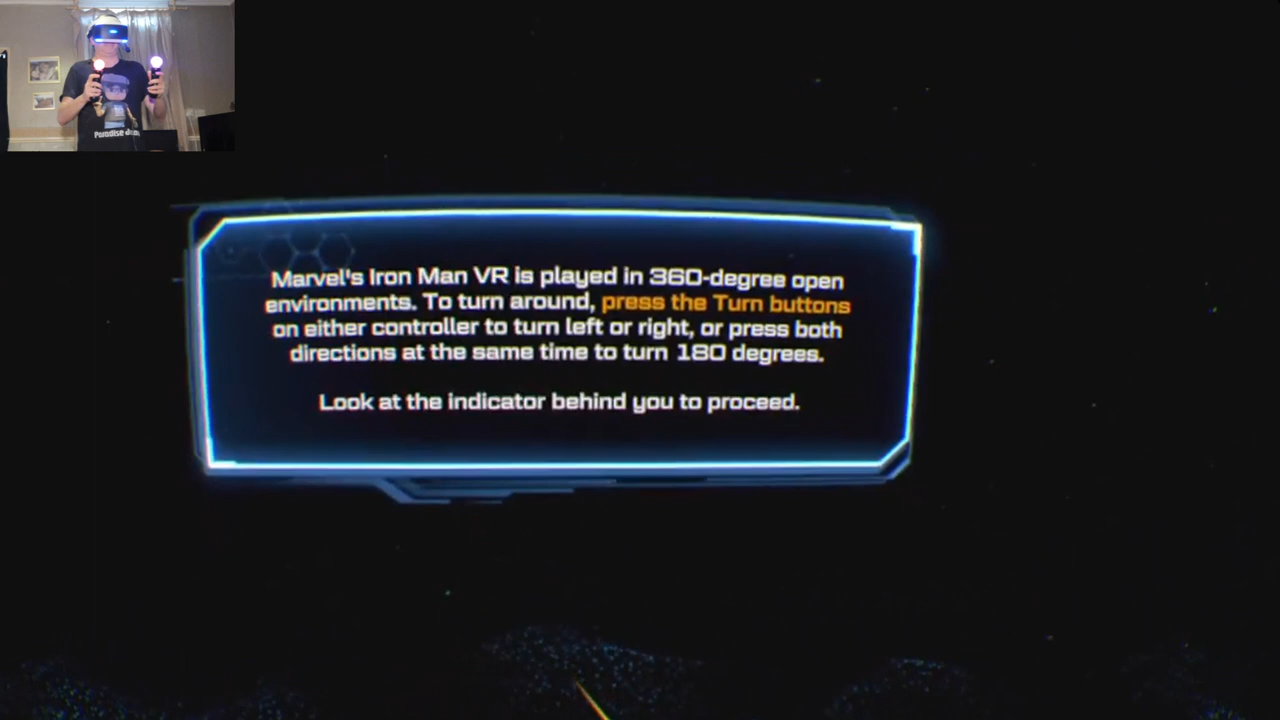 Marvel's Iron Man VR is played in 360-degree open
environments. To turn around, press the Turn buttons
on either controller to turn left or right, or press both
directions at the same time to turn 180 degrees.
Look at the indicator behind you to proceed.
Paradise